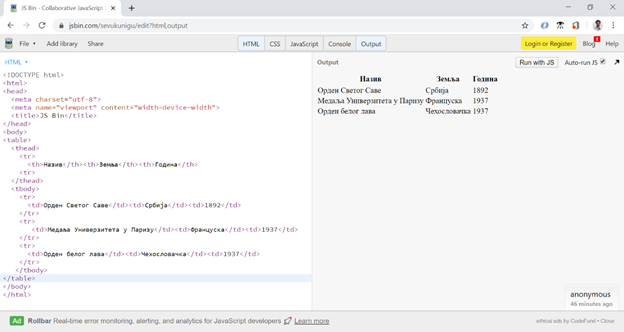 JS Bin - Collaborative JavaScript
jsbin.com/sevukunigu/edit?html,output
File Add library Share HTML CSS JavaScript Console Output Login or Register Blog Help
HTML
<!DOCTYPE html>
<html>
<head>
<meta charset="utf-8">
<meta name="viewport" content="width=device-width">
<title>JS Bin</title>
</head>
<body>
<table>
<thead>
<tr>
<th>Назив</th><th>Земља</th><th>Година</th>
<tr>
</thead>
<tbody>
<tr>
<td>Орден Светог Саве</td><td>Србија</td><td>1892</td>
</tr>
<tr>
<td>Медаља Универзитета у Паризу</td><td>Француска</td><td>1937</td>
</tr>
<tr>
<td>Орден белог лава</td><td>Чехословачка</td><td>1937</td>
</tr>
</tbody>
</table>
</body>
</html>
Output Run with JS Auto-run JS
Назив Земља Година
Орден Светог Саве Србија 1892
Медаља Универзитета у Паризу Француска 1937
Орден белог лава Чехословачка 1937
anonymous
46 minutes ago
Ad Rollbar Real-time error monitoring, alerting, and analytics for JavaScript developers Learn more ethical ads by CodeFund • Close